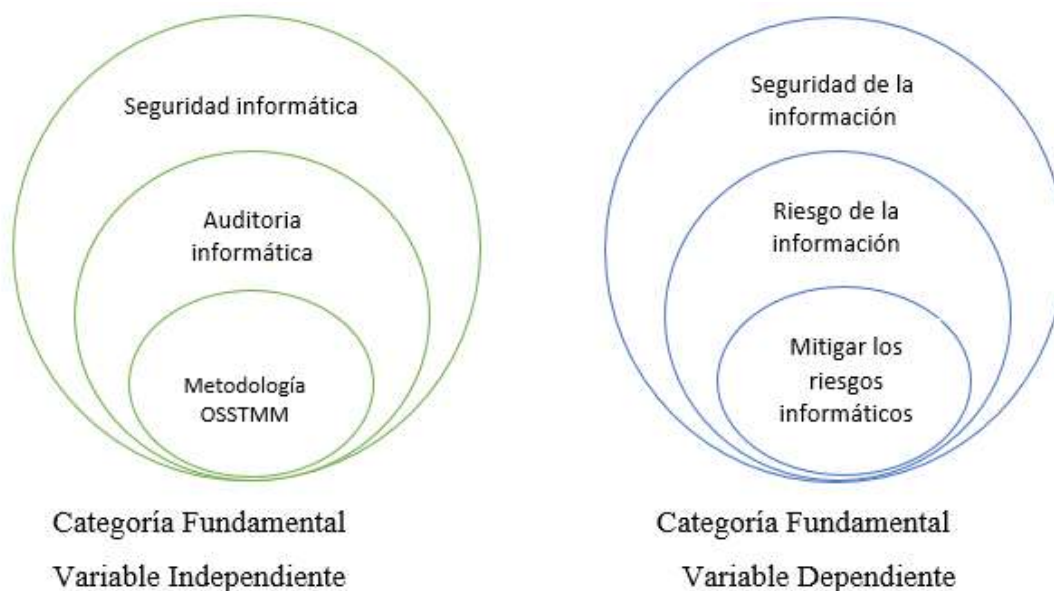 Seguridad informática
Auditoria
informática
Metodología
OSSTMM
Categoría Fundamental
Variable Independiente
Seguridad de la
información
Riesgo de la
información
Mitigar los
riesgos
informáticos
Categoría Fundamental
Variable Dependiente